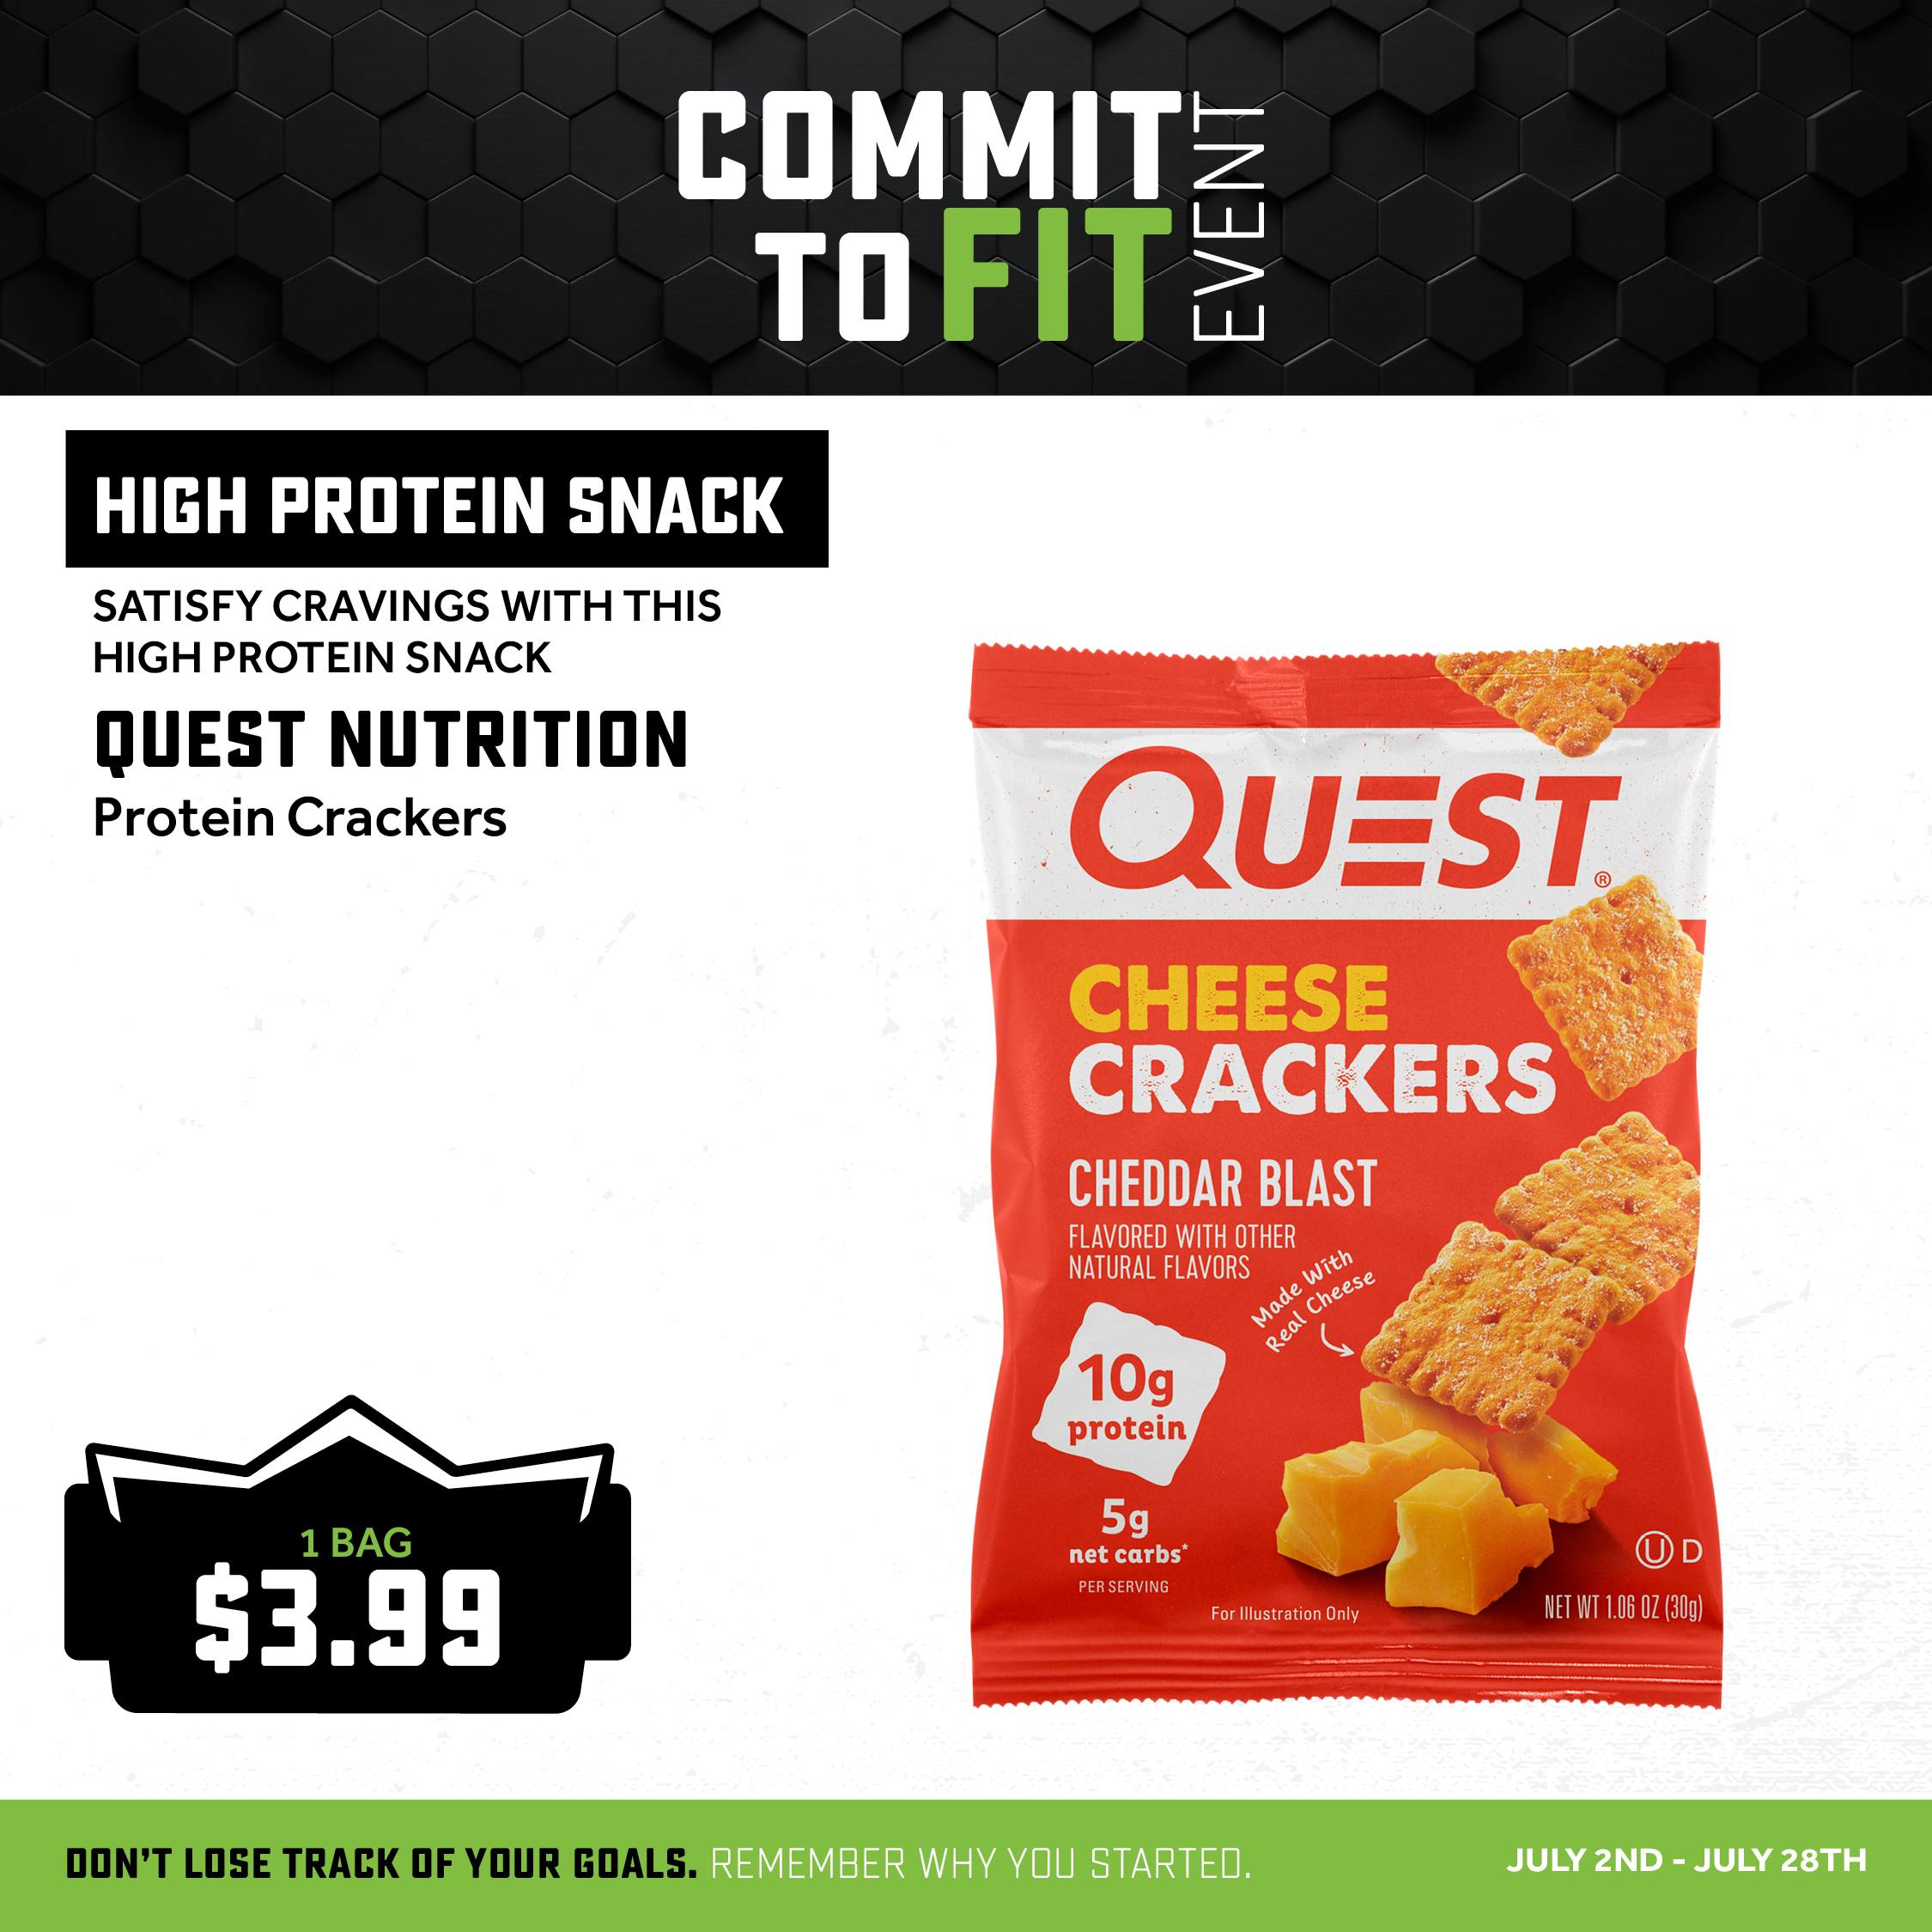 COMMIT
TO FIT
EVENT
HIGH PROTEIN SNACK
SATISFY CRAVINGS WITH THIS
HIGH PROTEIN SNACK
QUEST NUTRITION
Protein Crackers
1 BAG
$3.99
QUEST®
CHEESE
CRACKERS
CHEDDAR BLAST
FLAVORED WITH OTHER
NATURAL FLAVORS
Made With
Real Cheese
10g
protein
5g
net carbs*
PER SERVING
For Illustration Only
U D
NET WT 1.06 OZ (30g)
DON'T LOSE TRACK OF YOUR GOALS. REMEMBER WHY YOU STARTED.
JULY 2ND - JULY 28TH